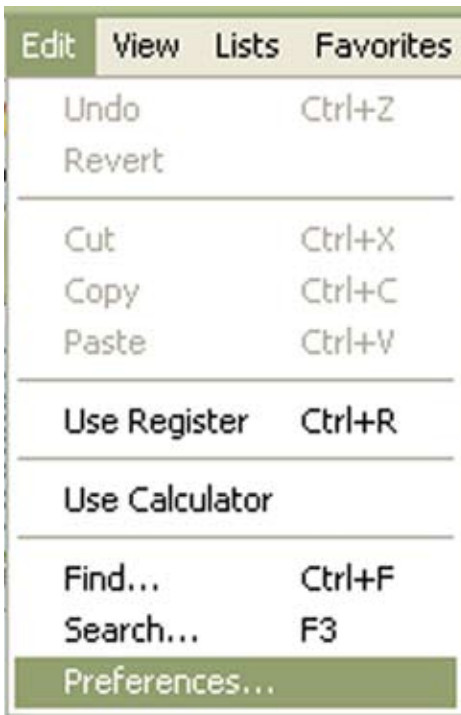 Edit View Lists Favorites
Undo Ctrl+Z
Revert
Cut Ctrl+X
Copy Ctrl+C
Paste Ctrl+V
Use Register Ctrl+R
Use Calculator
Find... Ctrl+F
Search... F3
Preferences...